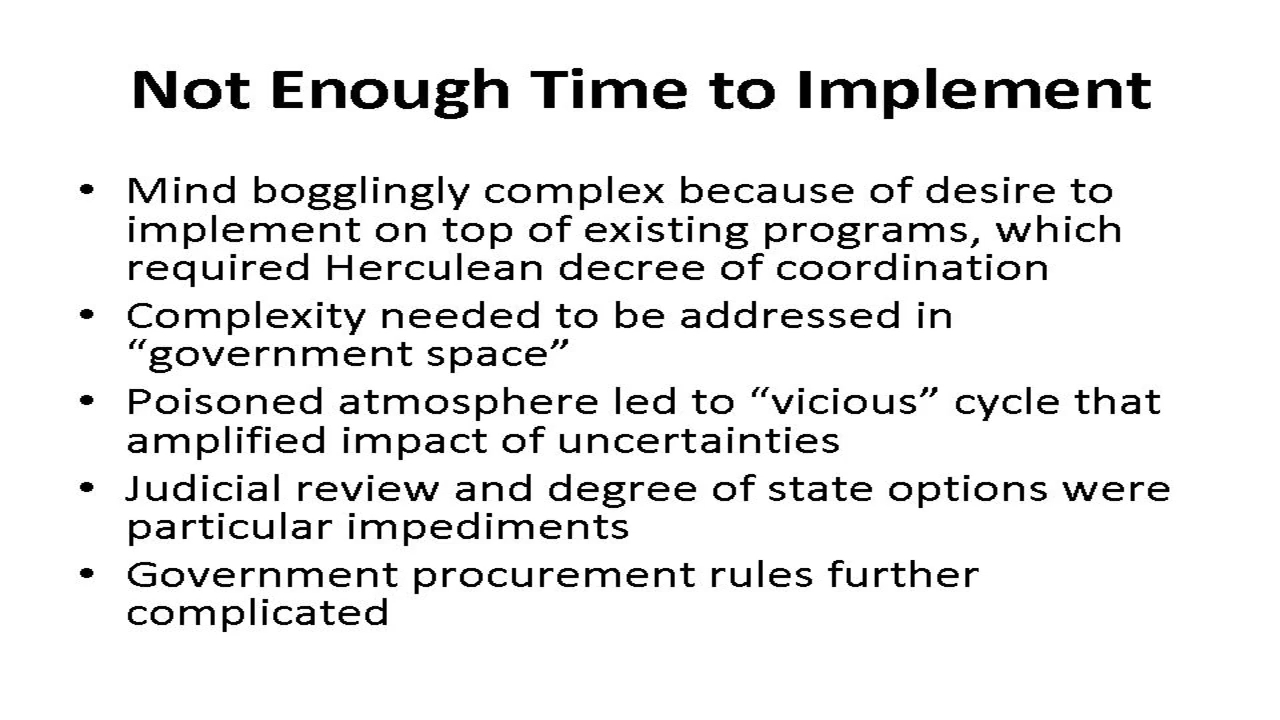 Not Enough Time to Implement
• Mind bogglingly complex because of desire to
implement on top of existing programs, which
required Herculean decree of coordination
• Complexity needed to be addressed in
“government space”
• Poisoned atmosphere led to “vicious” cycle that
amplified impact of uncertainties
• Judicial review and degree of state options were
particular impediments
• Government procurement rules further
complicated